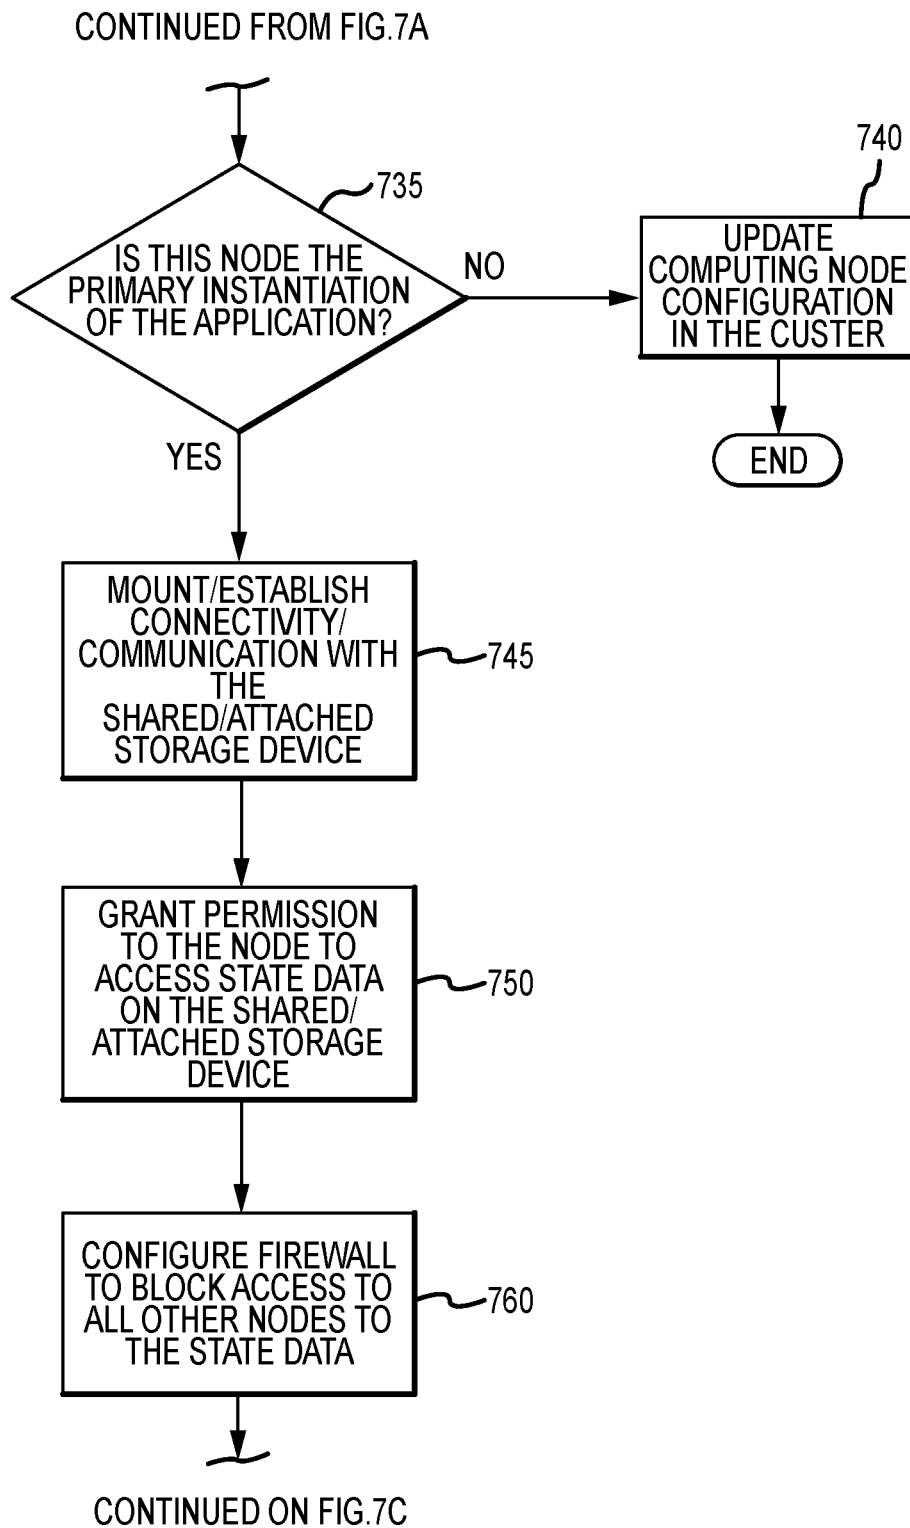 CONTINUED FROM FIG.7A
735
IS THIS NODE THE
PRIMARY INSTANTIATION
OF THE APPLICATION?
NO
YES
740
UPDATE
COMPUTING NODE
CONFIGURATION
IN THE CUSTER
END
MOUNT/ESTABLISH
CONNECTIVITY/
COMMUNICATION WITH
THE
SHARED/ATTACHED
STORAGE DEVICE
745
GRANT PERMISSION
TO THE NODE TO
ACCESS STATE DATA
ON THE SHARED/
ATTACHED STORAGE
DEVICE
750
CONFIGURE FIREWALL
TO BLOCK ACCESS TO
ALL OTHER NODES TO
THE STATE DATA
760
CONTINUED ON FIG.7C